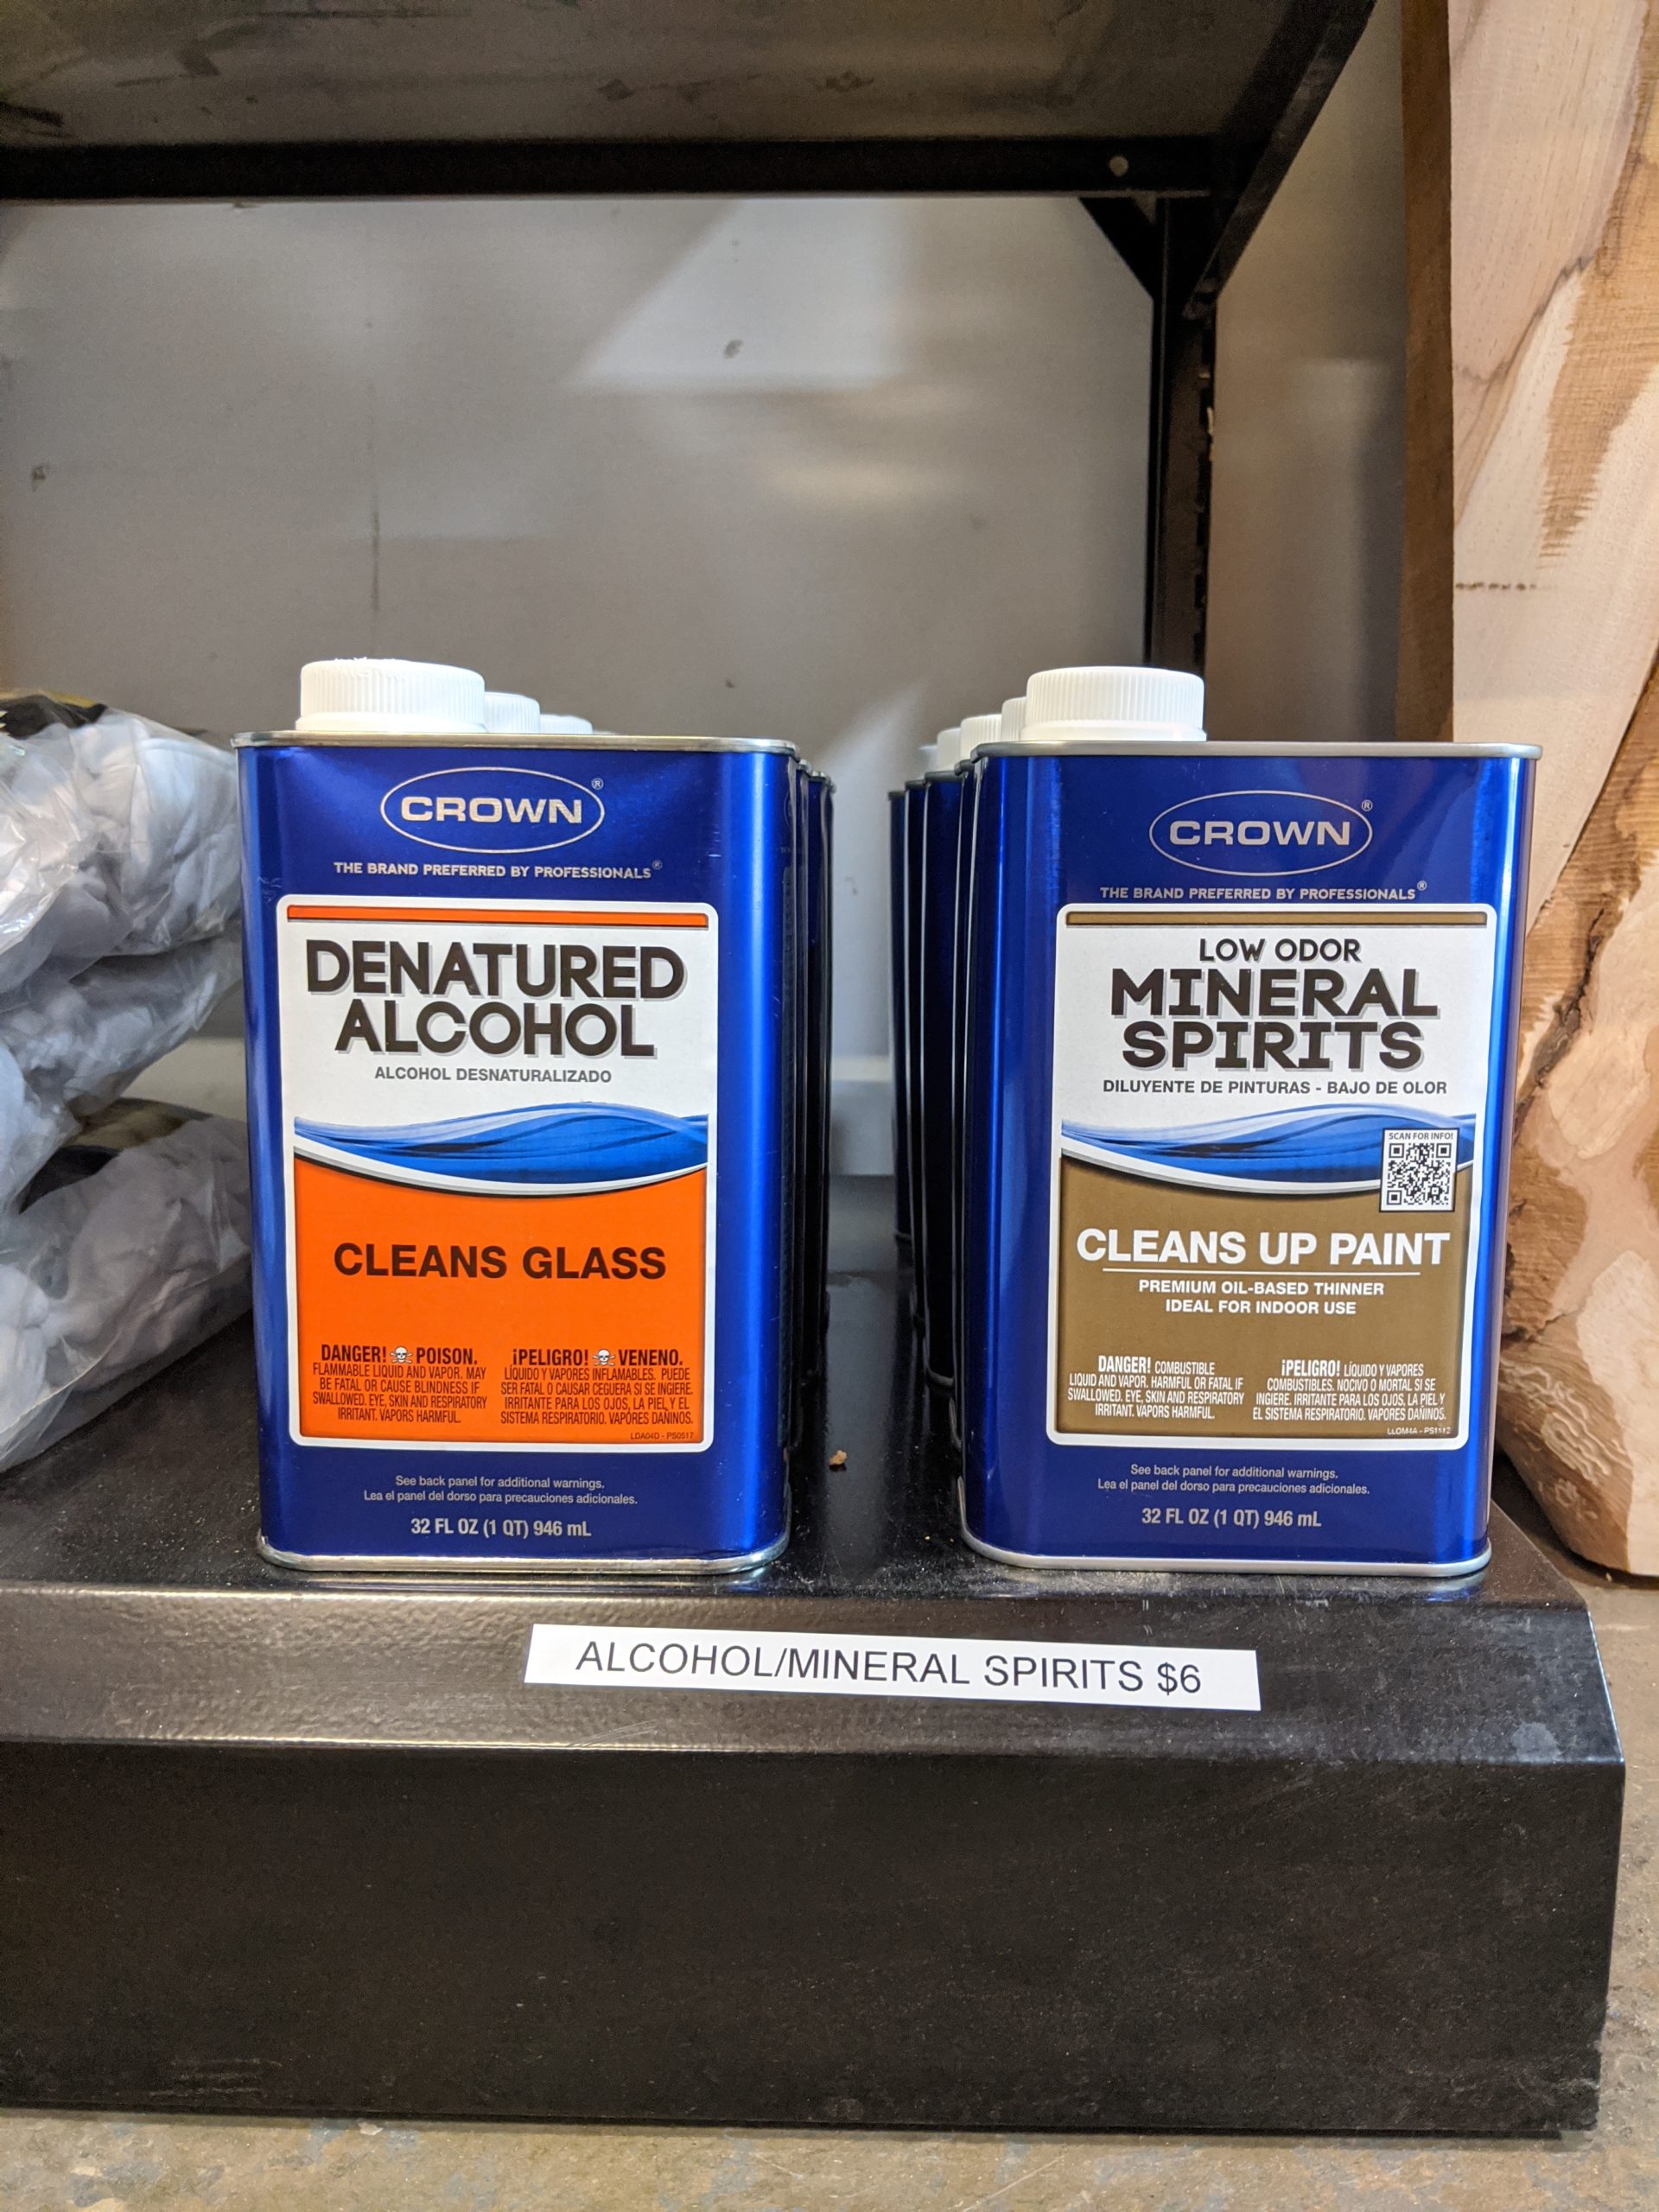 CROWN®
THE BRAND PREFERRED BY PROFESSIONALS®
DENATURED
ALCOHOL
ALCOHOL DESNATURALIZADO
CLEANS GLASS
DANGER! POISON.
FLAMMABLE LIQUID AND VAPOR. MAY
BE FATAL OR CAUSE BLINDNESS IF
SWALLOWED. EYE, SKIN AND RESPIRATORY
IRRITANT. VAPORS HARMFUL.
¡PELIGRO! VENENO.
LÍQUIDO Y VAPORES INFLAMABLES. PUEDE
SER FATAL O CAUSAR CEGUERA SI SE INGIERE.
IRRITANTE PARA LOS OJOS, LA PIEL, Y EL
SISTEMA RESPIRATORIO. VAPORES DAÑINOS.
LDA04D - PS0517
See back panel for additional warnings.
Lea el panel del dorso para precauciones adicionales.
32 FL OZ (1 QT) 946 mL
CROWN®
THE BRAND PREFERRED BY PROFESSIONALS®
LOW ODOR
MINERAL
SPIRITS
DILUYENTE DE PINTURAS - BAJO DE OLOR
SCAN FOR INFO!
CLEANS UP PAINT
PREMIUM OIL-BASED THINNER
IDEAL FOR INDOOR USE
DANGER! COMBUSTIBLE
LIQUID AND VAPOR. HARMFUL OR FATAL IF
SWALLOWED. EYE, SKIN AND RESPIRATORY
IRRITANT. VAPORS HARMFUL.
¡PELIGRO! LÍQUIDO Y VAPORES
COMBUSTIBLES. NOCIVO O MORTAL SI SE
INGIERE. IRRITANTE PARA LOS OJOS, LA PIEL Y
EL SISTEMA RESPIRATORIO. VAPORES DAÑINOS.
See back panel for additional warnings.
Lea el panel del dorso para precauciones adicionales.
32 FL OZ (1 QT) 946 mL
ALCOHOL/MINERAL SPIRITS $6